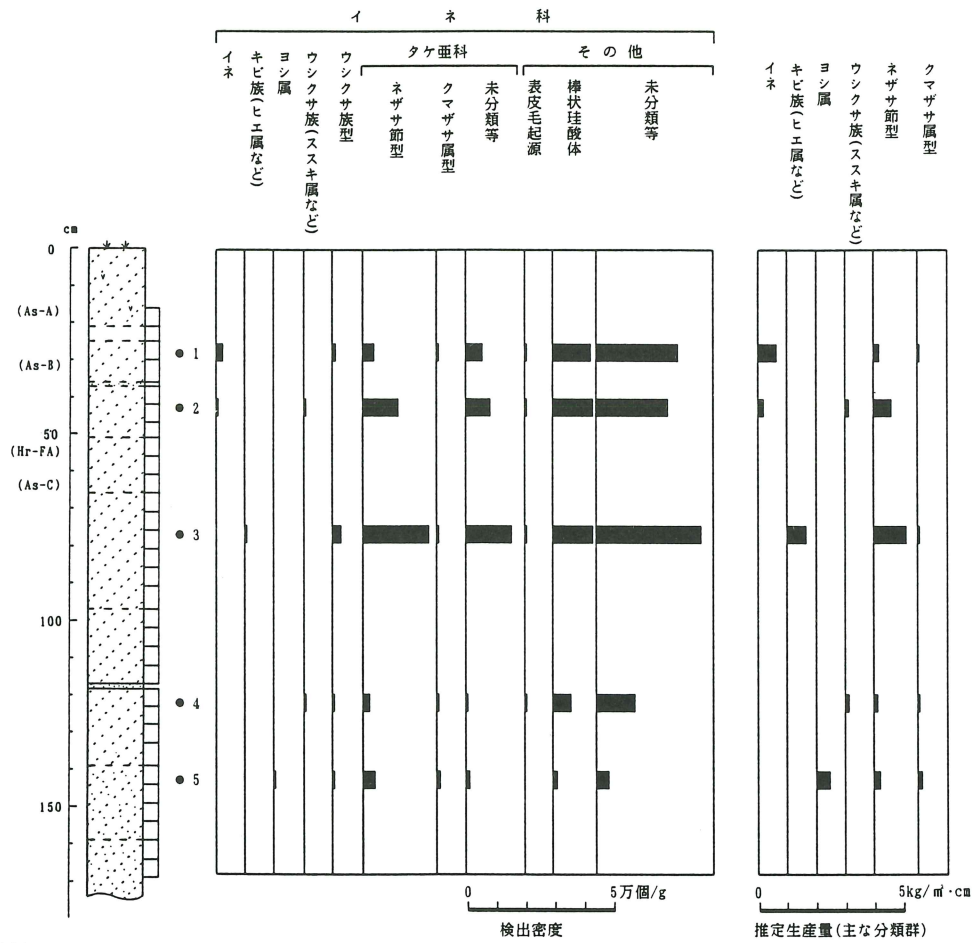 イネ科
タケ亜科
その他
イネ
キビ族(ヒエ属など)
ヨシ属
ウシクサ族(ススキ属など)
ウシクサ族型
ネザサ節型
クマザサ属型
未分類等
表皮毛起源
棒状珪酸体
未分類等
イネ
キビ族(ヒエ属など)
ヨシ属
ウシクサ族(ススキ属など)
ネザサ節型
クマザサ属型
cm
0
(As-A)
1
(As-B)
2
50
(Hr-FA)
(As-C)
3
100
4
5
150
0 5万個/g
検出密度
0 5kg/㎡·cm
推定生産量(主な分類群)